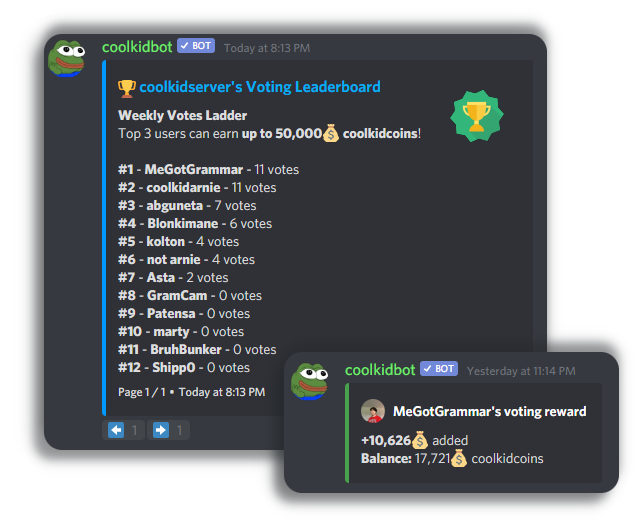 coolkidbot ✓ BOT Today at 8:13 PM
🏆 coolkidserver's Voting Leaderboard
Weekly Votes Ladder
Top 3 users can earn up to 50,000💰 coolkidcoins!
#1 - MeGotGrammar - 11 votes
#2 - coolkidarnie - 11 votes
#3 - abguneta - 7 votes
#4 - Blonkimane - 6 votes
#5 - kolton - 4 votes
#6 - not arnie - 4 votes
#7 - Asta - 2 votes
#8 - GramCam - 0 votes
#9 - Patensa - 0 votes
#10 - marty - 0 votes
#11 - BruhBunker - 0 votes
#12 - Shipp0 - 0 votes
Page 1 / 1 • Today at 8:13 PM
⬅ 1 ➡ 1
coolkidbot ✓ BOT Yesterday at 11:14 PM
MeGotGrammar's voting reward
+10,626💰 added
Balance: 17,721💰 coolkidcoins